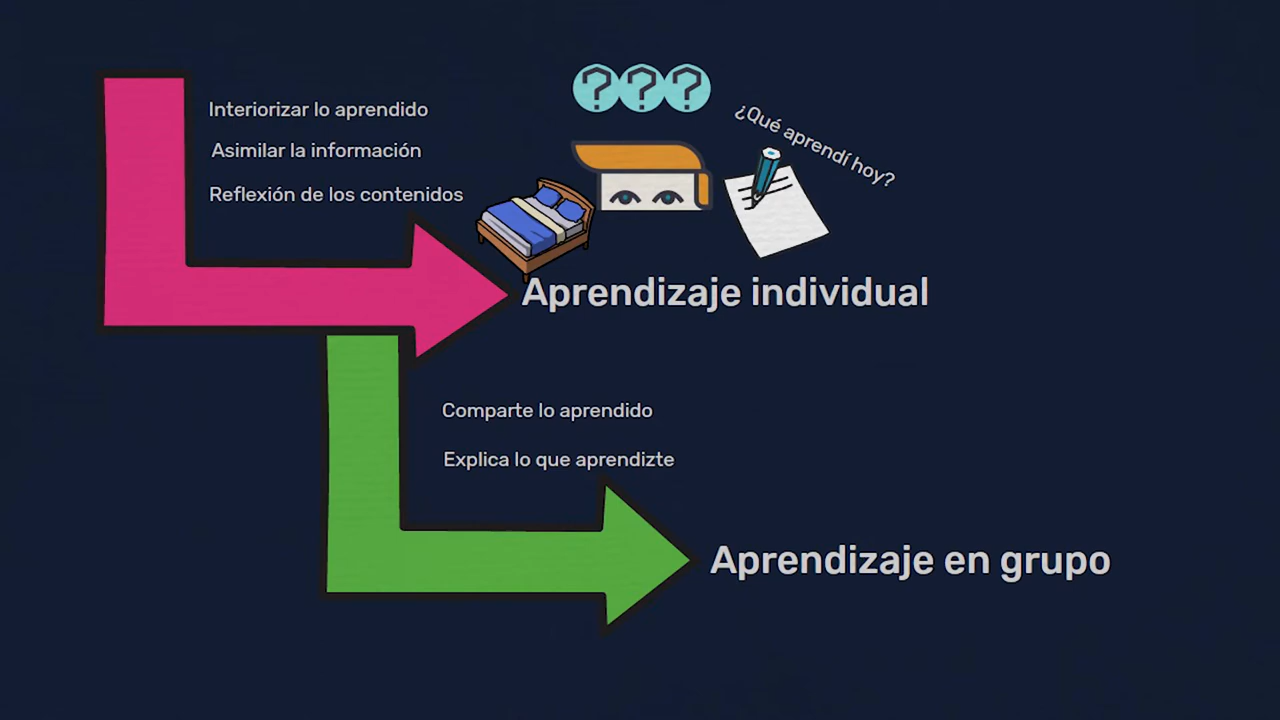 Interiorizar lo aprendido
Asimilar la información
Reflexión de los contenidos
? ? ?
¿Qué aprendí hoy?
Aprendizaje individual
Comparte lo aprendido
Explica lo que aprendizte
Aprendizaje en grupo